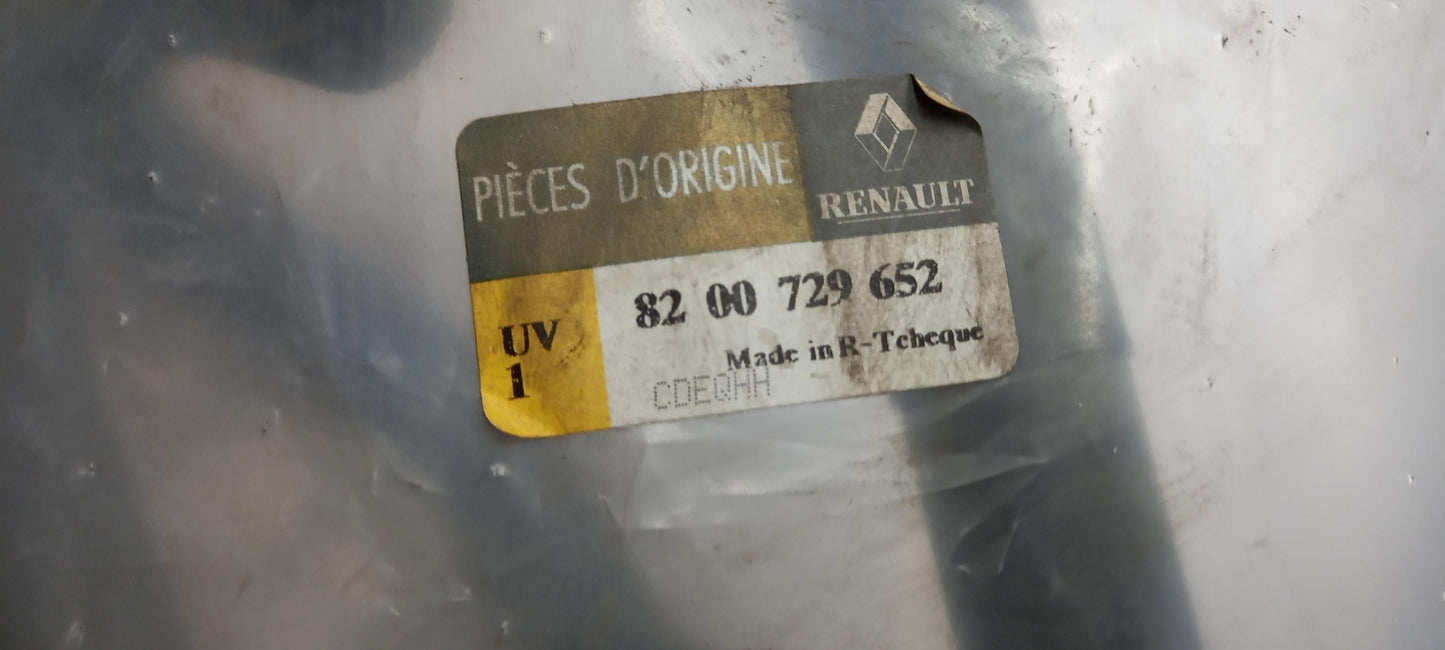 PIÈCES D'ORIGINE
RENAULT
UV
1
82 00 729 652
Made in R-Tcheque
CDEQHH